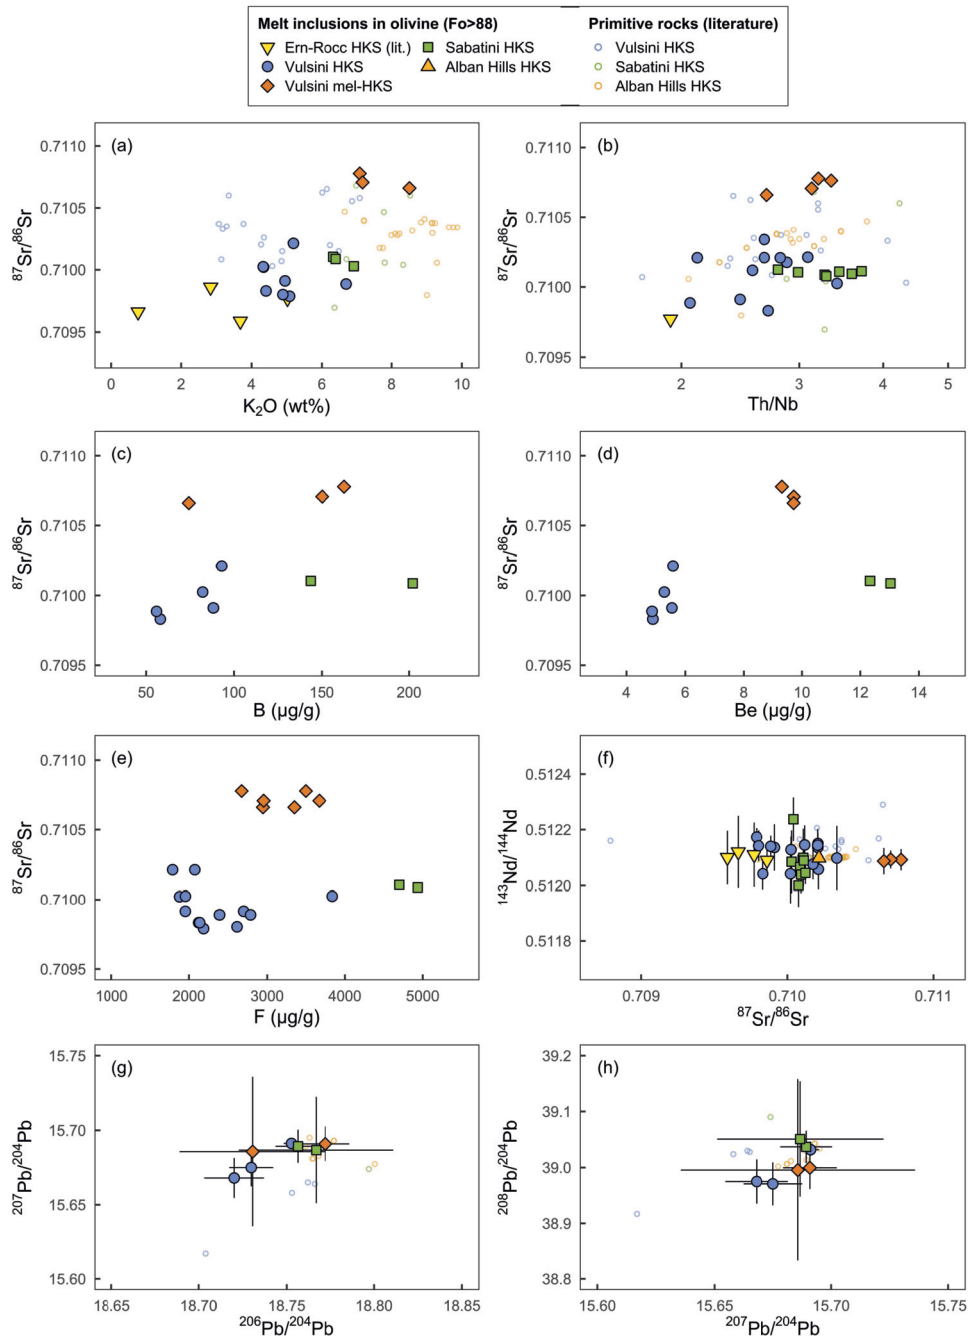 Melt inclusions in olivine (Fo>88)
Primitive rocks (literature)
Ern-Rocc HKS (lit.)
Sabatini HKS
Vulsini HKS
Vulsini HKS
Alban Hills HKS
Sabatini HKS
Vulsini mel-HKS
Alban Hills HKS
(a)
0.7110
0.7105
0.7100
0.7095
87Sr/86Sr
0 2 4 6 8 10
K2O (wt%)
(b)
0.7110
0.7105
0.7100
0.7095
87Sr/86Sr
2 3 4 5
Th/Nb
(c)
0.7110
0.7105
0.7100
0.7095
87Sr/86Sr
50 100 150 200
B (µg/g)
(d)
0.7110
0.7105
0.7100
0.7095
87Sr/86Sr
4 6 8 10 12 14
Be (µg/g)
(e)
0.7110
0.7105
0.7100
0.7095
87Sr/86Sr
1000 2000 3000 4000 5000
F (µg/g)
(f)
0.5124
0.5122
0.5120
0.5118
143Nd/144Nd
0.709 0.710 0.711
87Sr/86Sr
(g)
15.75
15.70
15.65
15.60
207Pb/204Pb
18.65 18.70 18.75 18.80 18.85
206Pb/204Pb
(h)
39.2
39.1
39.0
38.9
38.8
208Pb/204Pb
15.60 15.65 15.70 15.75
207Pb/204Pb